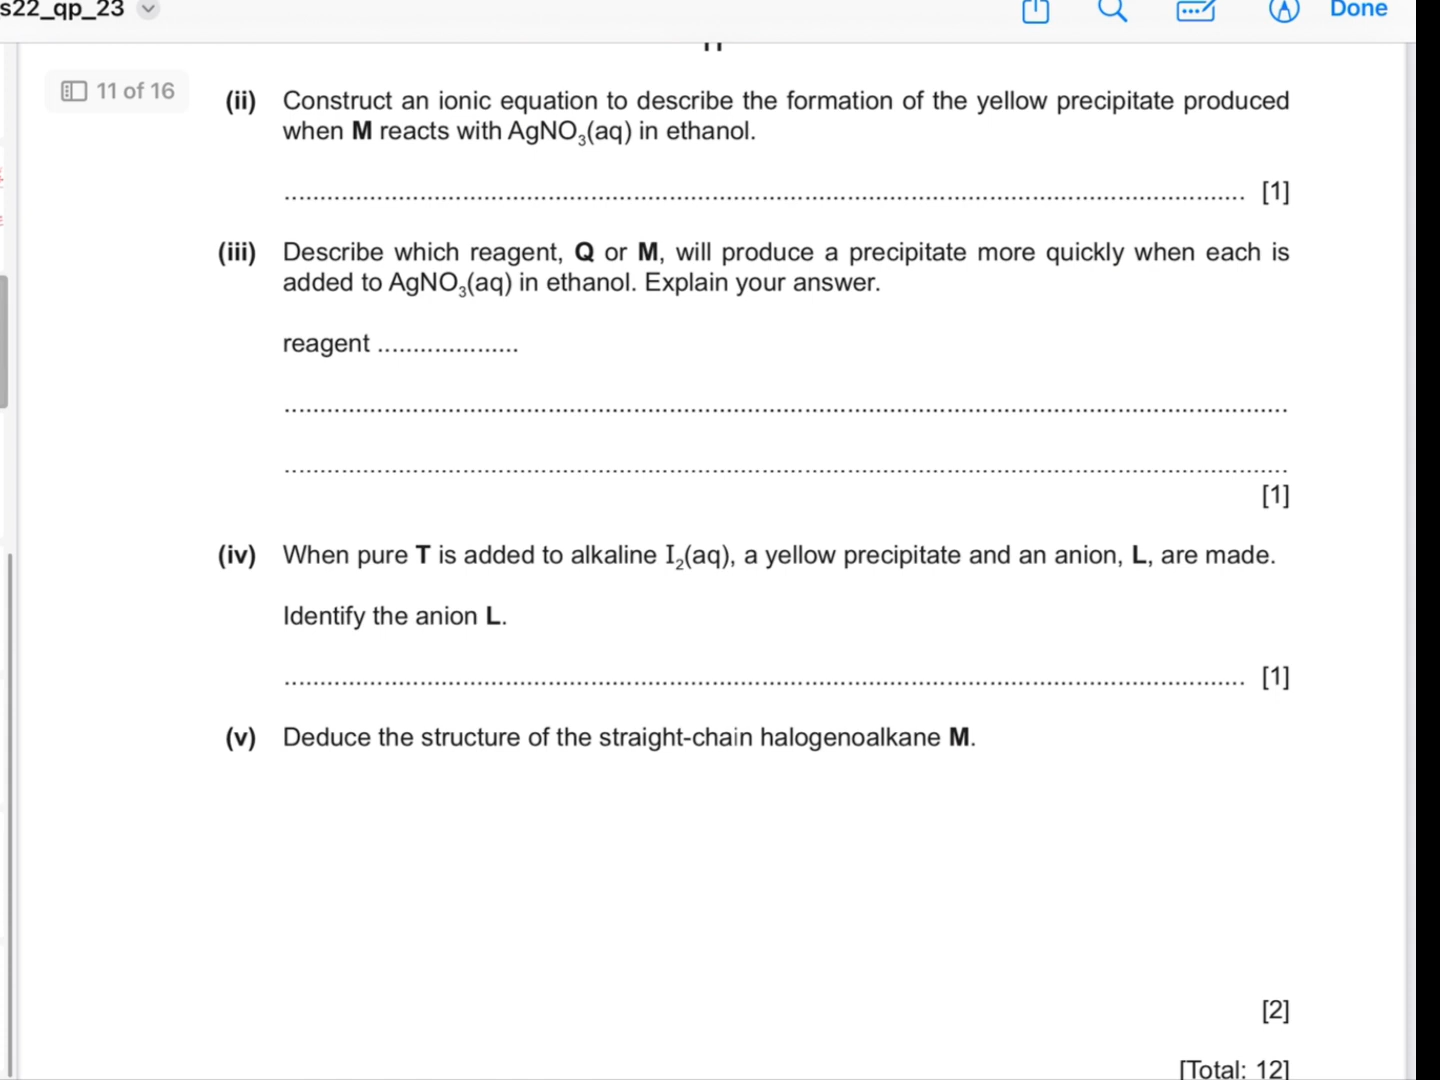 s22_qp_23
Done
11
11 of 16
(ii) Construct an ionic equation to describe the formation of the yellow precipitate produced
when M reacts with AgNO₃(aq) in ethanol.
[1]
(iii) Describe which reagent, Q or M, will produce a precipitate more quickly when each is
added to AgNO₃(aq) in ethanol. Explain your answer.
reagent ....................
[1]
(iv) When pure T is added to alkaline I₂(aq), a yellow precipitate and an anion, L, are made.
Identify the anion L.
[1]
(v) Deduce the structure of the straight-chain halogenoalkane M.
[2]
[Total: 12]